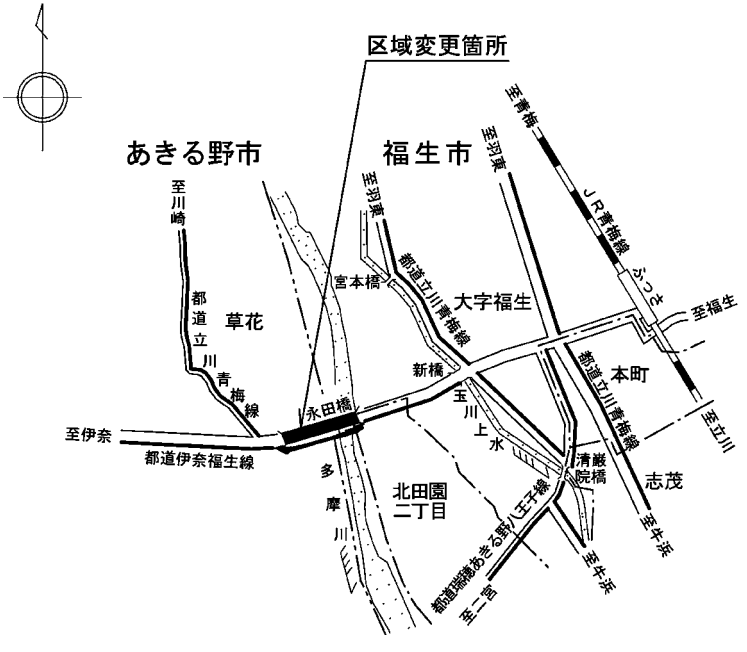 区域変更箇所
あきる野市
福生市
至青梅
至羽東
至羽東
至川崎
JR青梅線
ふっさ
宮本橋
都道立川青梅線
大字福生
至福生
都道立川青梅線
草花
新橋
本町
都道立川青梅線
永田橋
玉川上水
至立川
至伊奈
都道伊奈福生線
多摩川
清巌
院橋
志茂
北田園
二丁目
都道瑞穂あきる野八王子線
至牛浜
至牛浜
至二宮